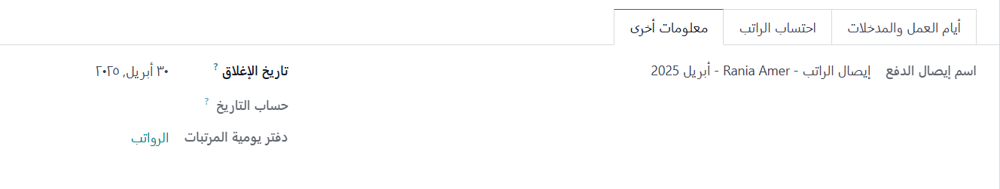 أيام العمل والمدخلات
احتساب الراتب
معلومات أخرى
اسم إيصال الدفع إيصال الراتب - Rania Amer - أبريل 2025
تاريخ الإغلاق ? ٣٠ أبريل, ٢٠٢٥
حساب التاريخ ?
دفتر يومية المرتبات الرواتب